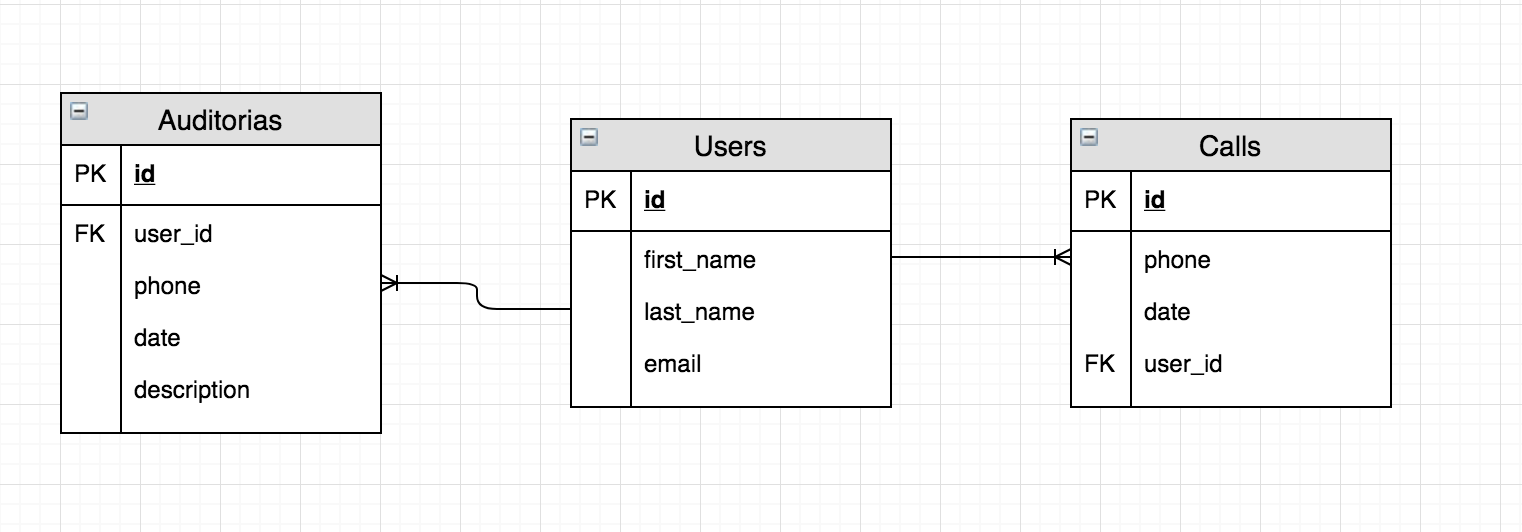 Auditorias
PK id
FK user_id
phone
date
description
Users
PK id
first_name
last_name
email
Calls
PK id
phone
date
FK user_id